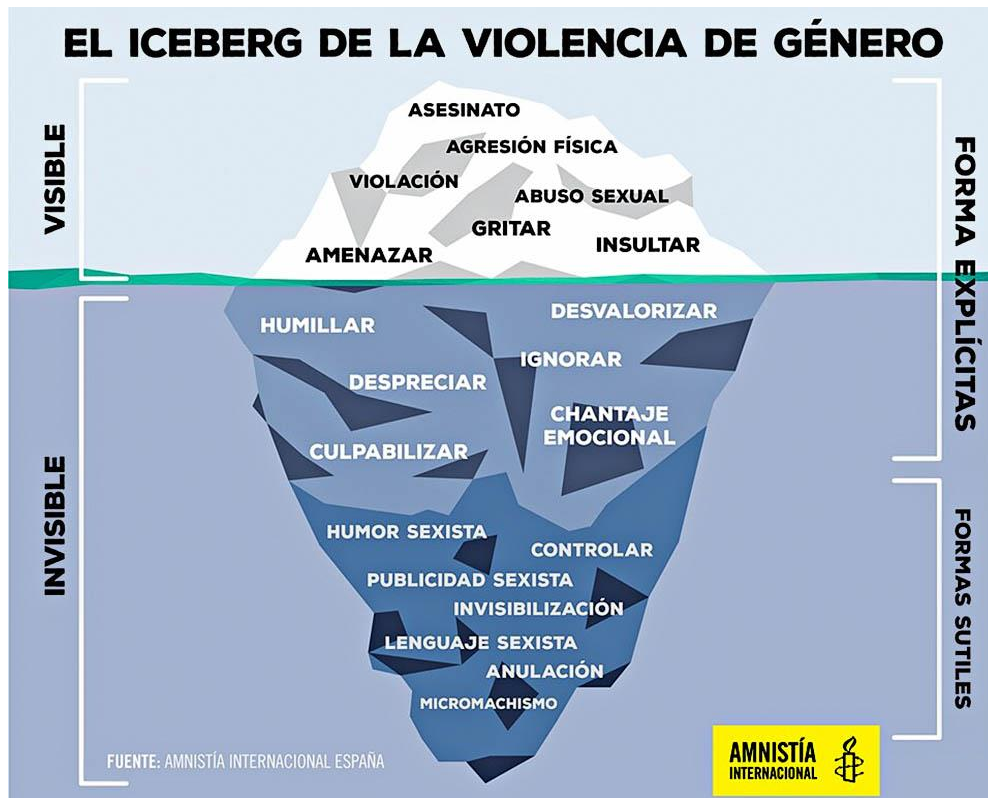 EL ICEBERG DE LA VIOLENCIA DE GÉNERO
VISIBLE
ASESINATO
AGRESIÓN FÍSICA
VIOLACIÓN
ABUSO SEXUAL
GRITAR
INSULTAR
AMENAZAR
FORMA EXPLÍCITAS
INVISIBLE
DESVALORIZAR
HUMILLAR
IGNORAR
DESPRECIAR
CHANTAJE
EMOCIONAL
CULPABILIZAR
FORMAS SUTILES
HUMOR SEXISTA
CONTROLAR
PUBLICIDAD SEXISTA
INVISIBILIZACIÓN
LENGUAJE SEXISTA
ANULACIÓN
MICROMACHISMO
FUENTE: AMNISTÍA INTERNACIONAL ESPAÑA
AMNISTÍA
INTERNACIONAL